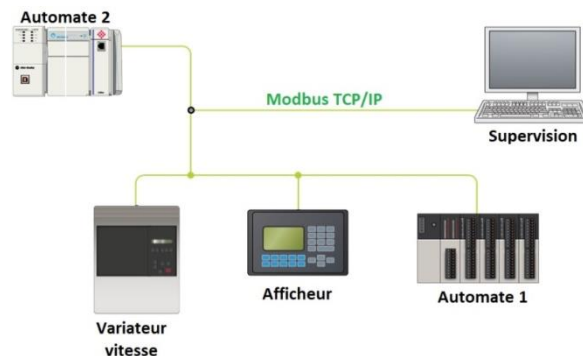 Automate 2
Modbus TCP/IP
Supervision
Variateur
vitesse
Afficheur
Automate 1